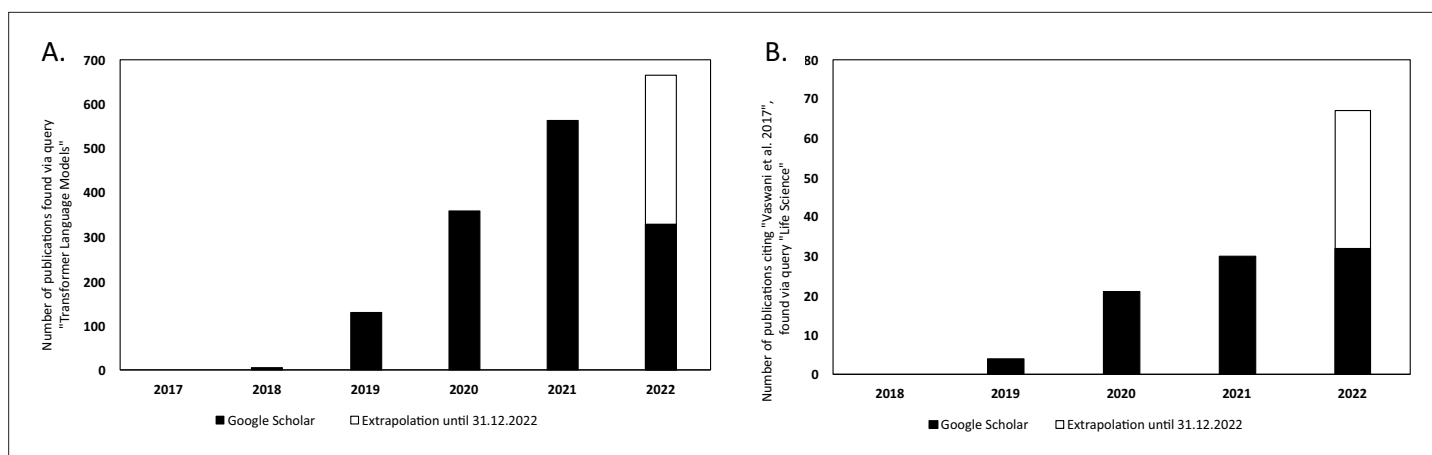 A.
Number of publications found via query
"Transformer Language Models"
700
600
500
400
300
200
100
0
2017 2018 2019 2020 2021 2022
Google Scholar Extrapolation until 31.12.2022
B.
Number of publications citing "Vaswani et al. 2017",
found via query "Life Science"
80
70
60
50
40
30
20
10
0
2018 2019 2020 2021 2022
Google Scholar Extrapolation until 31.12.2022